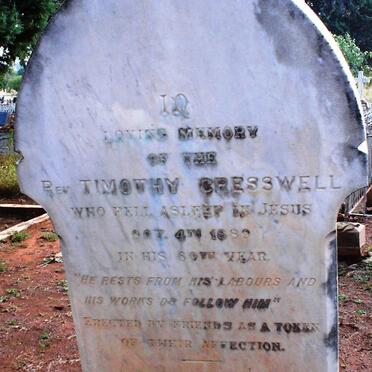 IN
LOVING MEMORY
OF THE
REV TIMOTHY CRESSWELL
WHO FELL ASLEEP IN JESUS
OCT. 4TH 1889
IN HIS 60TH YEAR.
"HE RESTS FROM HIS LABOURS AND
HIS WORKS DO FOLLOW HIM"
ERECTED BY FRIENDS AS A TOKEN
OF THEIR AFFECTION.